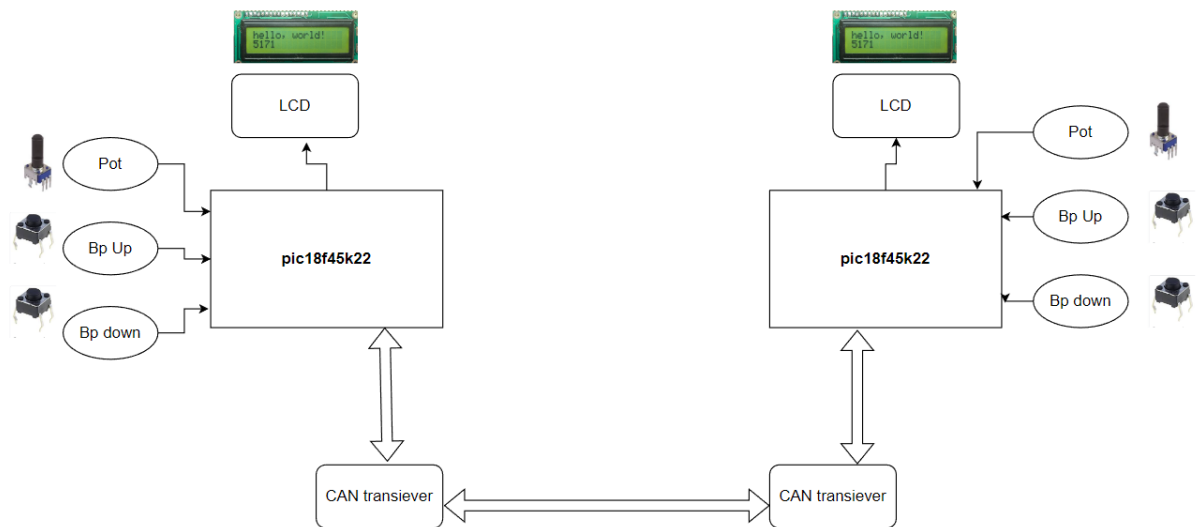 hello, world!
5171
hello, world!
5171
LCD
LCD
Pot
Pot
Bp Up
Bp Up
pic18f45k22
pic18f45k22
Bp down
Bp down
CAN transiever
CAN transiever